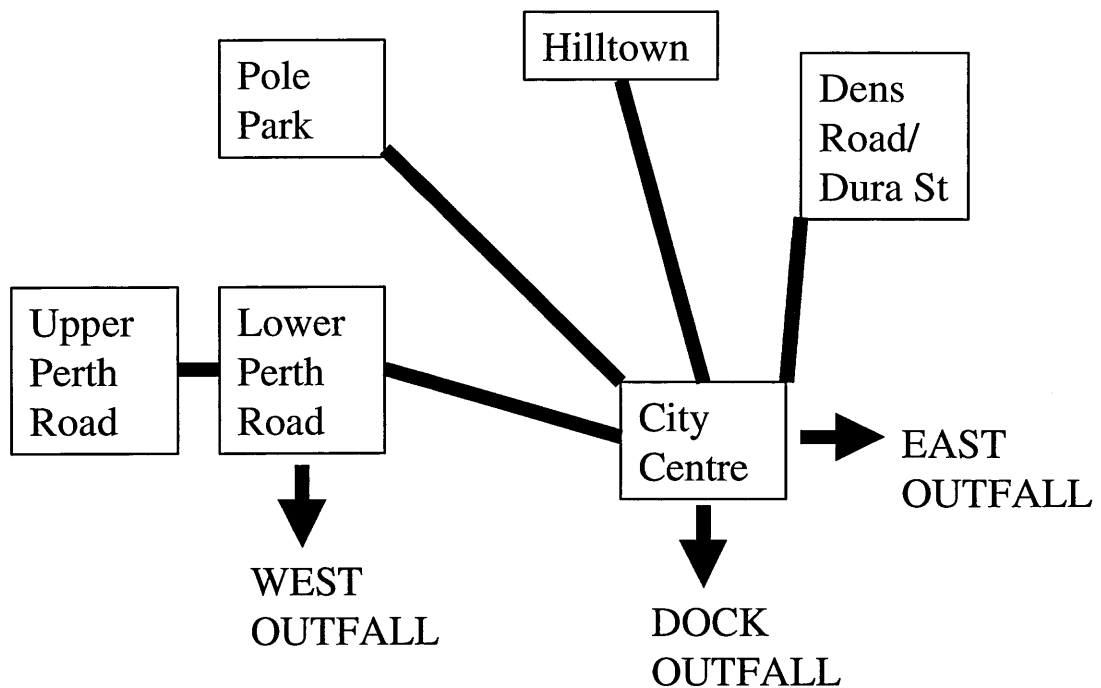 Pole
Park
Hilltown
Dens
Road/
Dura St
Upper
Perth
Road
Lower
Perth
Road
City
Centre
EAST
OUTFALL
WEST
OUTFALL
DOCK
OUTFALL